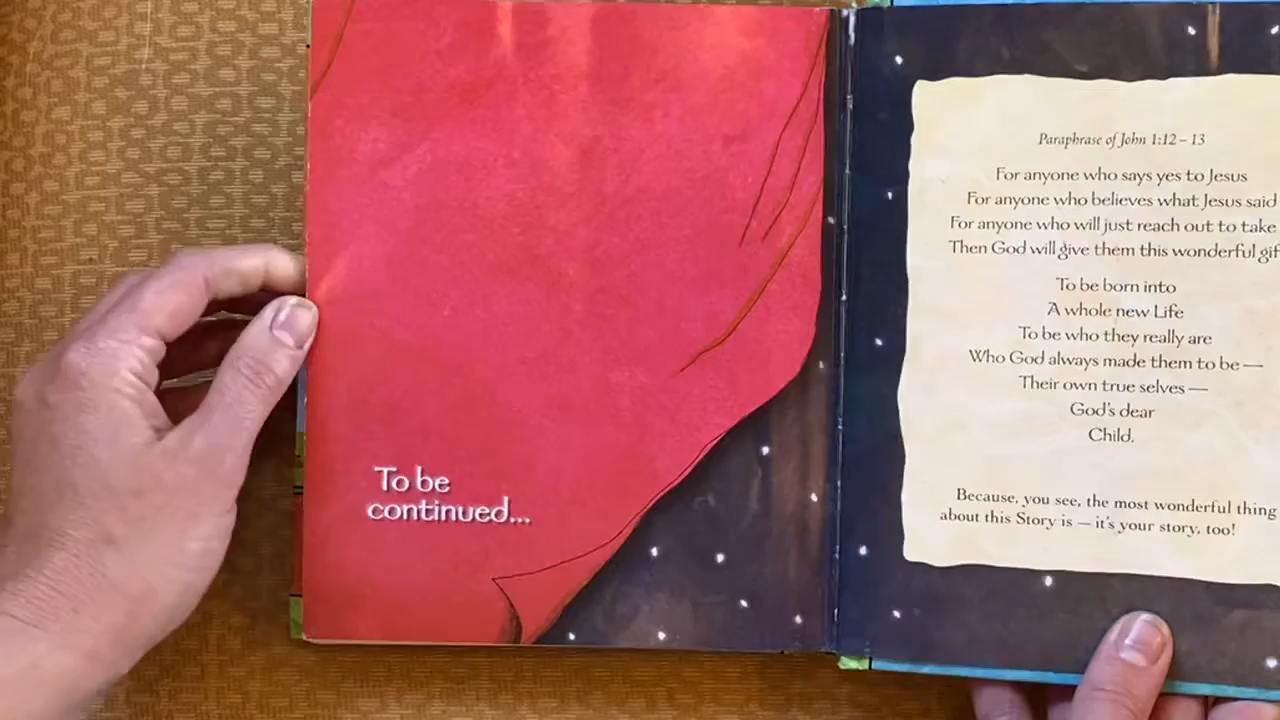 To be
continued...
Paraphrase of John 1:12–13
For anyone who says yes to Jesus
For anyone who believes what Jesus said
For anyone who will just reach out to take
Then God will give them this wonderful gif
To be born into
A whole new Life
To be who they really are
Who God always made them to be —
Their own true selves —
God's dear
Child.
Because, you see, the most wonderful thing
about this Story is — it's your story, too!